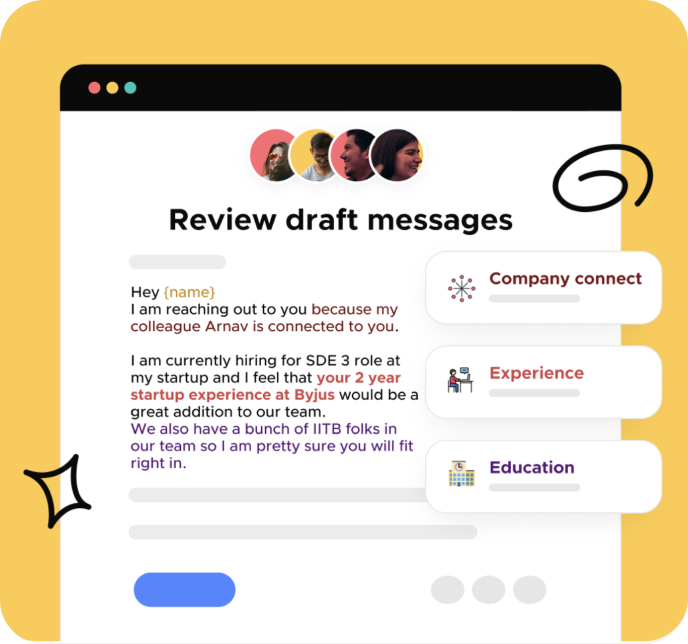 Review draft messages
Hey {name}
I am reaching out to you because my
colleague Arnav is connected to you.
I am currently hiring for SDE 3 role at
my startup and I feel that your 2 year
startup experience at Byjus would be a
great addition to our team.
We also have a bunch of IITB folks in
our team so I am pretty sure you will fit
right in.
Company connect
Experience
Education